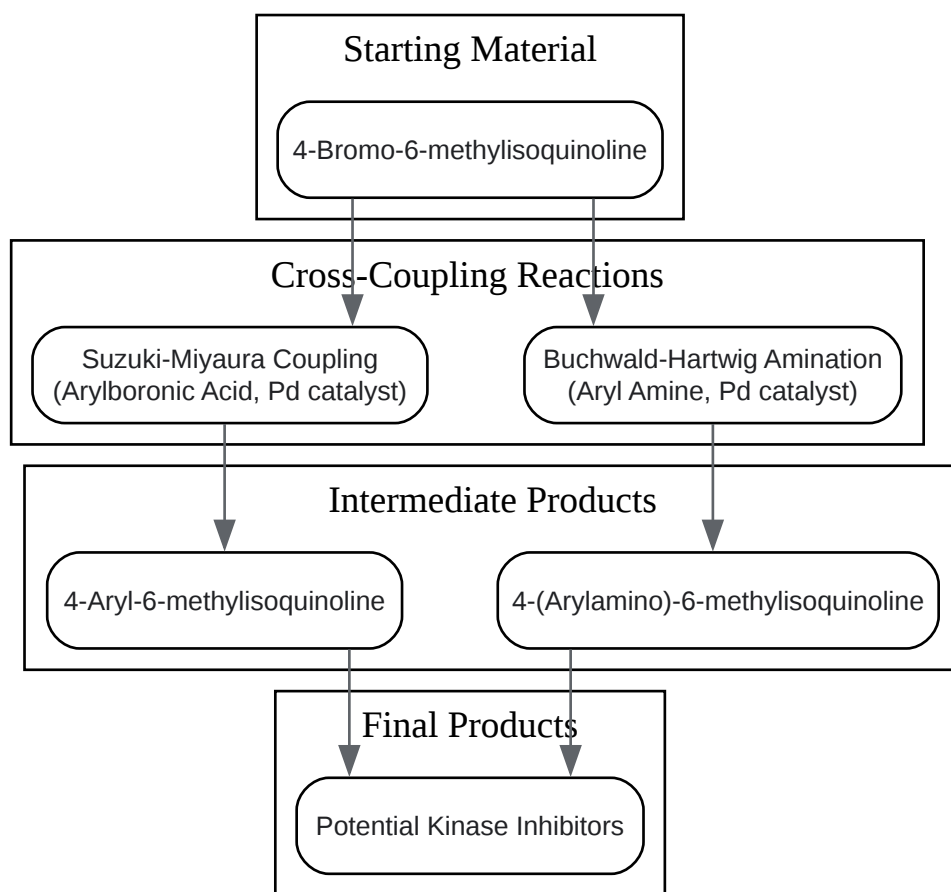 Starting Material
4-Bromo-6-methylisoquinoline
Cross-Coupling Reactions
Suzuki-Miyaura Coupling
(Arylboronic Acid, Pd catalyst)
Buchwald-Hartwig Amination
(Aryl Amine, Pd catalyst)
Intermediate Products
4-Aryl-6-methylisoquinoline
4-(Arylamino)-6-methylisoquinoline
Final Products
Potential Kinase Inhibitors